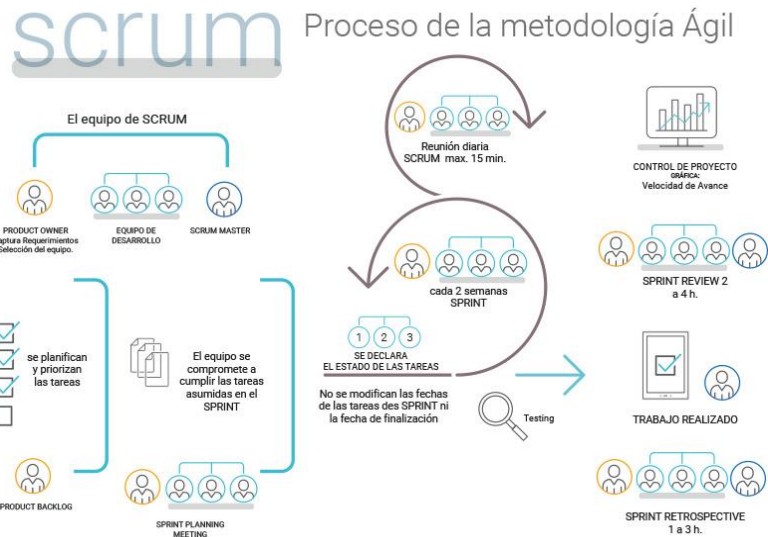 scrum
Proceso de la metodología Ágil
El equipo de SCRUM
PRODUCT OWNER
Requerimientos
Selección del equipo.
EQUIPO DE
DESARROLLO
SCRUM MASTER
se planifican
y priorizan
las tareas
PRODUCT BACKLOG
El equipo se
compromete a
cumplir las tareas
asumidas en el
SPRINT
SPRINT PLANNING
MEETING
Reunión diaria
SCRUM max. 15 min.
cada 2 semanas
SPRINT
1 2 3
SE DECLARA
EL ESTADO DE LAS TAREAS
No se modifican las fechas
de las tareas des SPRINT ni
la fecha de finalización
Testing
CONTROL DE PROYECTO
GRÁFICA:
Velocidad de Avance
SPRINT REVIEW 2
a 4 h.
TRABAJO REALIZADO
SPRINT RETROSPECTIVE
1 a 3 h.